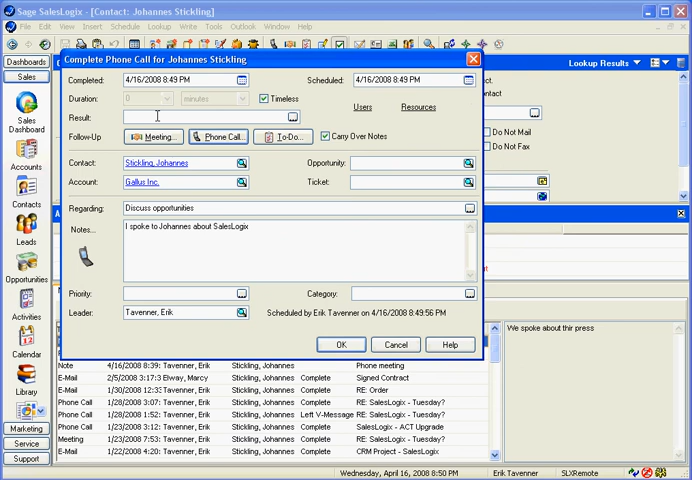 Sage SalesLogix - [Contact: Johannes Stickling]
File Edit View Insert Schedule Lookup Write Tools Outlook Window Help
Dashboards
Sales
Sales
Dashboard
Accounts
Contacts
Leads
Opportunities
Activities
Calendar
Library
Marketing
Service
Support
Lookup Results
Do Not Mail
Do Not Fax
Complete Phone Call for Johannes Stickling
Completed: 4/16/2008 8:49 PM Scheduled: 4/16/2008 8:49 PM
Duration: 0 minutes Timeless Users Resources
Result:
Follow-Up Meeting... Phone Call... To-Do... Carry Over Notes
Contact: Stickling, Johannes Opportunity:
Account: Gallus Inc. Ticket:
Regarding: Discuss opportunities
Notes... I spoke to Johannes about SalesLogix
Priority: Category:
Leader: Tavenner, Erik Scheduled by Erik Tavenner on 4/16/2008 8:49:56 PM
OK Cancel Help
We spoke about thir press
Note 4/16/2008 8:39: Tavenner, Erik Stickling, Johannes Phone meeting
E-Mail 2/5/2008 3:17:3 Elway, Marcy Stickling, Johannes Complete Signed Contract
E-Mail 1/30/2008 12:33: Tavenner, Erik Stickling, Johannes Complete RE: Order
Phone Call 1/28/2008 1:52: Tavenner, Erik Stickling, Johannes Complete RE: SalesLogix - Tuesday?
Phone Call 1/28/2008 1:07: Tavenner, Erik Stickling, Johannes Left V-Message RE: SalesLogix - Tuesday?
Phone Call 1/23/2008 3:12: Tavenner, Erik Stickling, Johannes Complete SalesLogix - ACT Upgrade
Meeting 1/23/2008 7:53: Tavenner, Erik Stickling, Johannes Complete RE: SalesLogix - Tuesday?
E-Mail 1/22/2008 4:20: Tavenner, Erik Stickling, Johannes Complete CRM Project - SalesLogix
Wednesday, April 16, 2008 8:50 PM Erik Tavenner SLXRemote